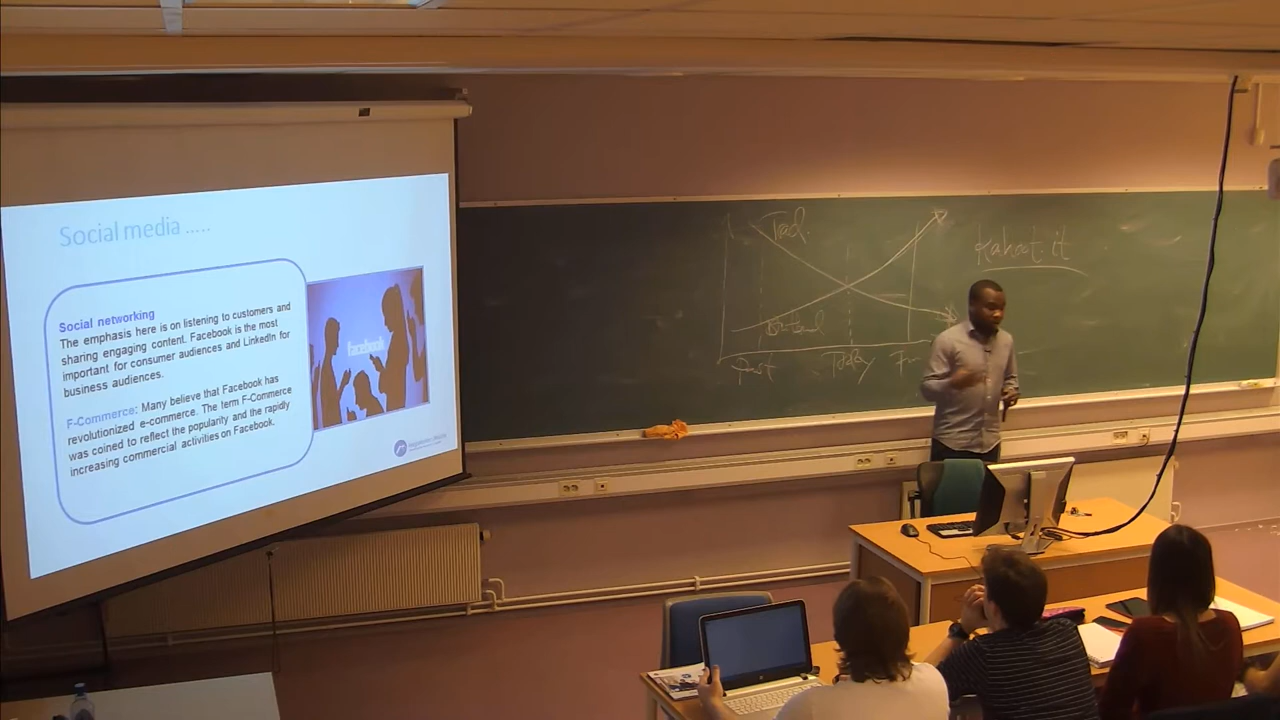 Social media .....
Social networking
The emphasis here is on listening to customers and
sharing engaging content. Facebook is the most
important for consumer audiences and LinkedIn for
business audiences.
F-Commerce: Many believe that Facebook has
revolutionized e-commerce. The term F-Commerce
was coined to reflect the popularity and the rapidly
increasing commercial activities on Facebook.
facebook
Trad.
Kahoot.it
Past
Today